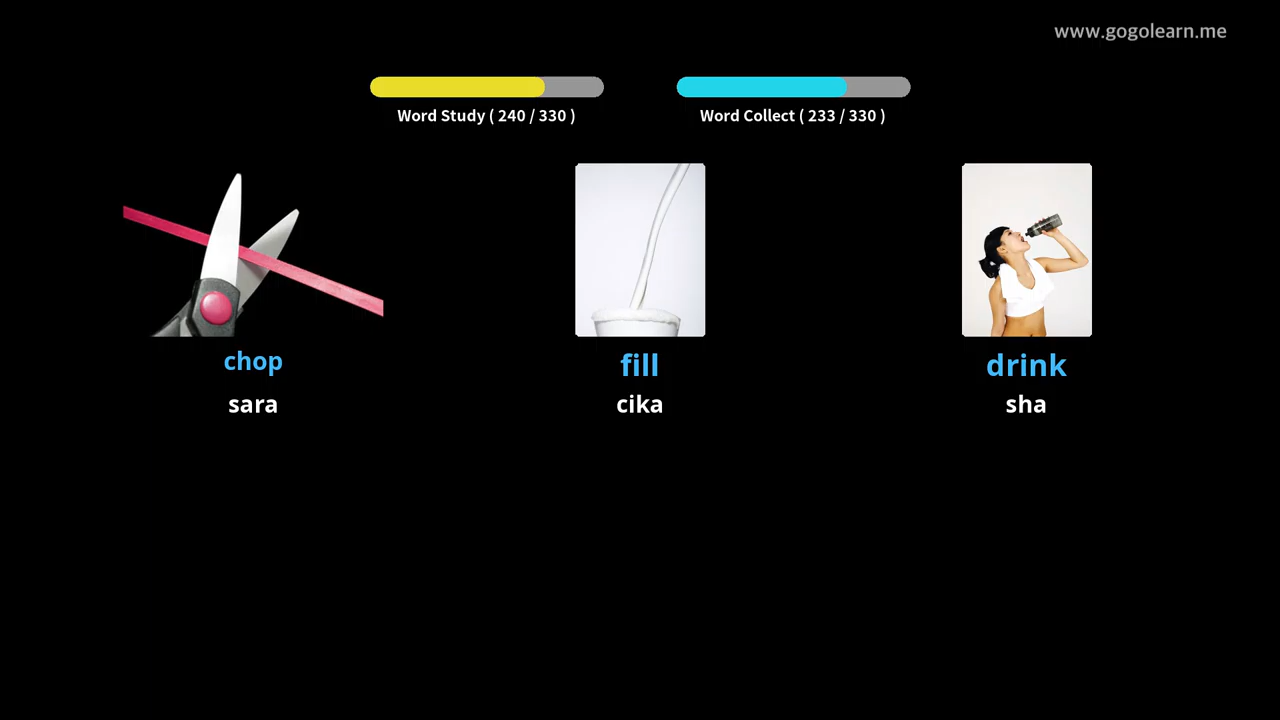 www.gogolearn.me
Word Study ( 240 / 330 )
Word Collect ( 233 / 330 )
chop
fill
drink
sara
cika
sha